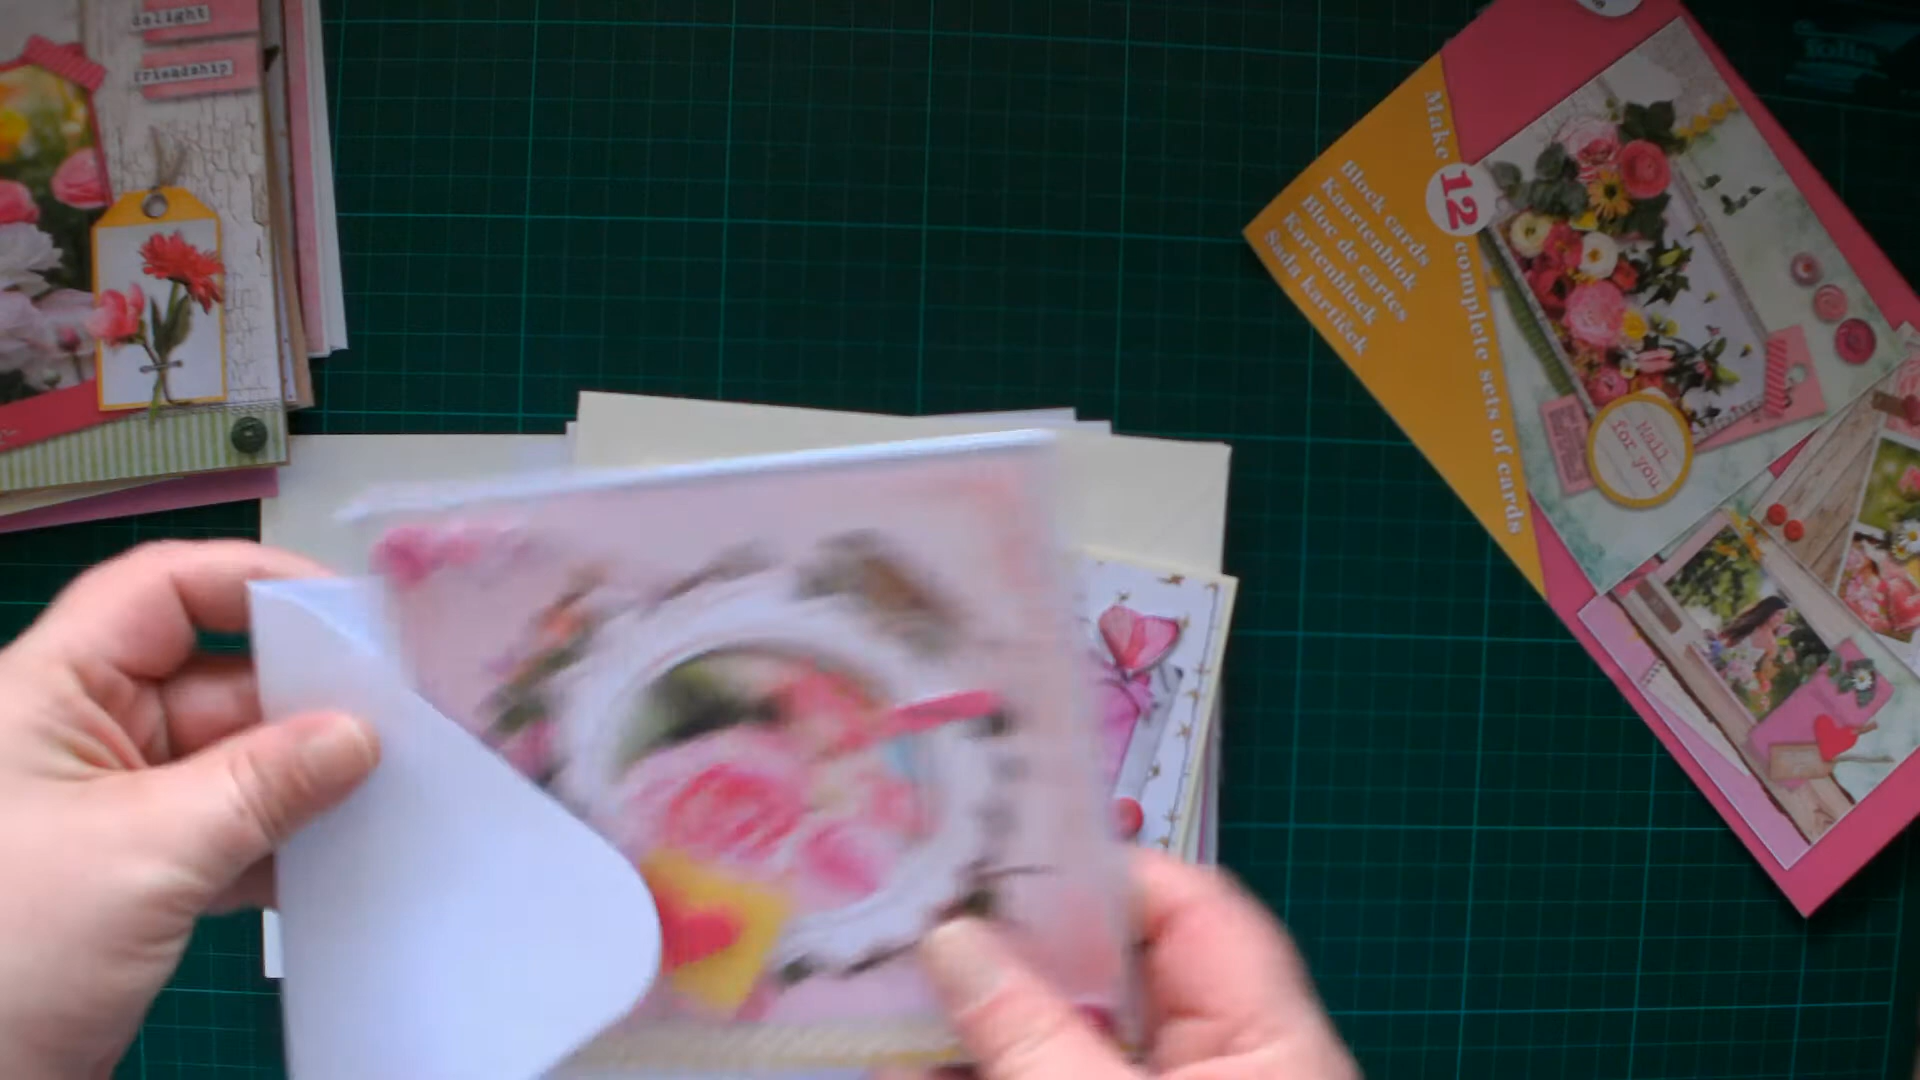 delight
friendship
Make 12 complete sets of cards
Block cards
Kaartenblok
Bloc de cartes
Kartenblock
Sada kartiček
Mail
for you